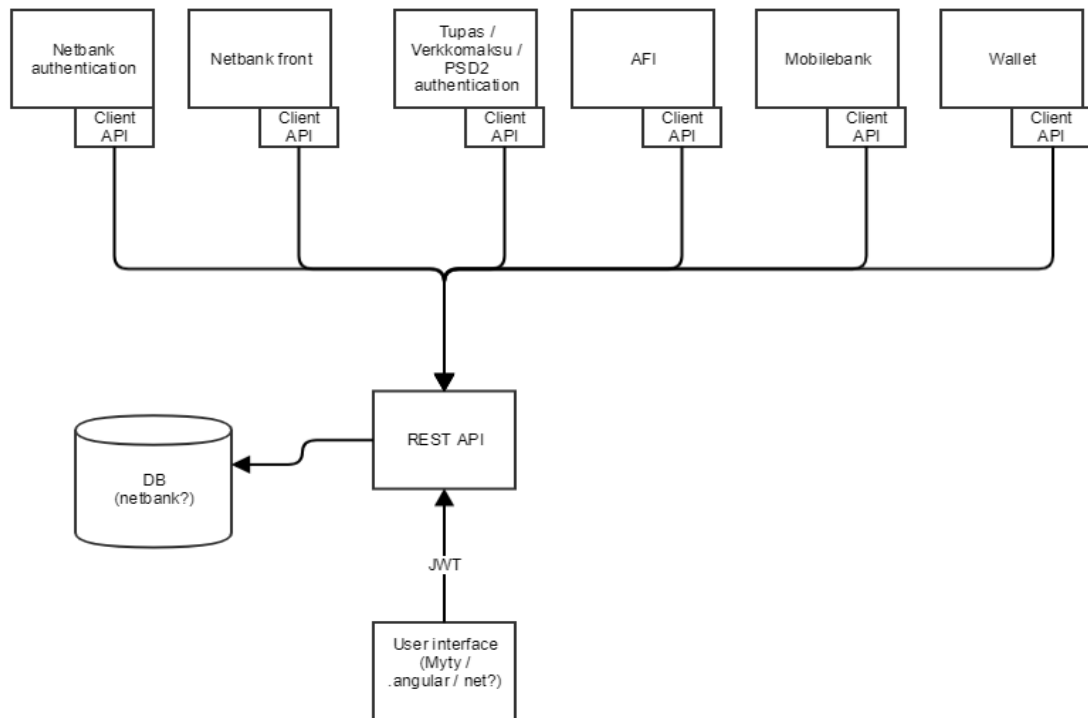 Netbank
authentication
Netbank front
Tupas /
Verkkomaksu /
PSD2
authentication
AFI
Mobilebank
Wallet
Client
API
Client
API
Client
API
Client
API
Client
API
Client
API
REST API
DB
(netbank?)
JWT
User interface
(Myty /
.angular / net?)